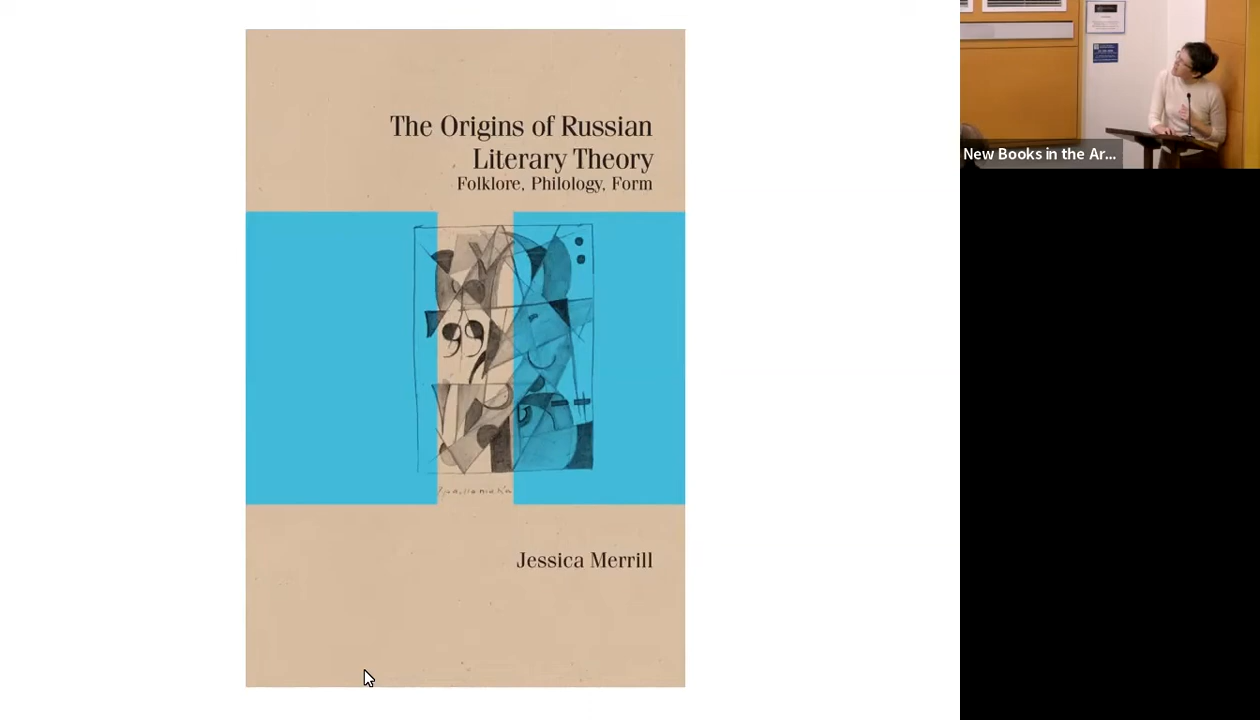 The Origins of Russian
Literary Theory
Folklore, Philology, Form
Jessica Merrill
New Books in the Ar...